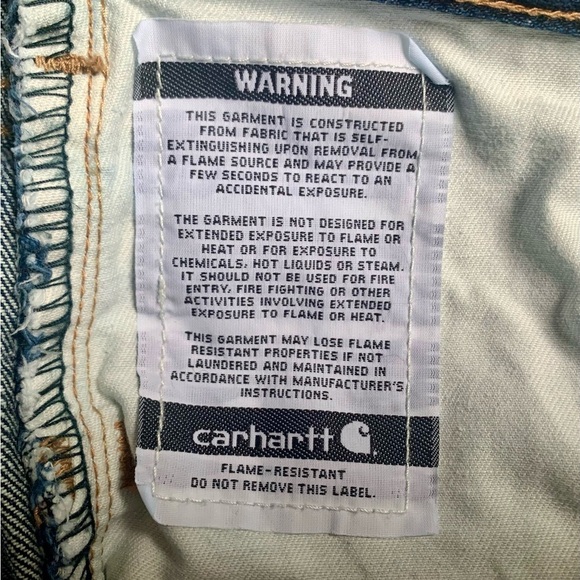 WARNING
THIS GARMENT IS CONSTRUCTED
FROM FABRIC THAT IS SELF-
EXTINGUISHING UPON REMOVAL FROM
A FLAME SOURCE AND MAY PROVIDE A
FEW SECONDS TO REACT TO AN
ACCIDENTAL EXPOSURE.
THE GARMENT IS NOT DESIGNED FOR
EXTENDED EXPOSURE TO FLAME OR
HEAT OR FOR EXPOSURE TO
CHEMICALS, HOT LIQUIDS OR STEAM.
IT SHOULD NOT BE USED FOR FIRE
ENTRY, FIRE FIGHTING OR OTHER
ACTIVITIES INVOLVING EXTENDED
EXPOSURE TO FLAME OR HEAT.
THIS GARMENT MAY LOSE FLAME
RESISTANT PROPERTIES IF NOT
LAUNDERED AND MAINTAINED IN
ACCORDANCE WITH MANUFACTURER'S
INSTRUCTIONS.
carhartt
FLAME-RESISTANT
DO NOT REMOVE THIS LABEL.